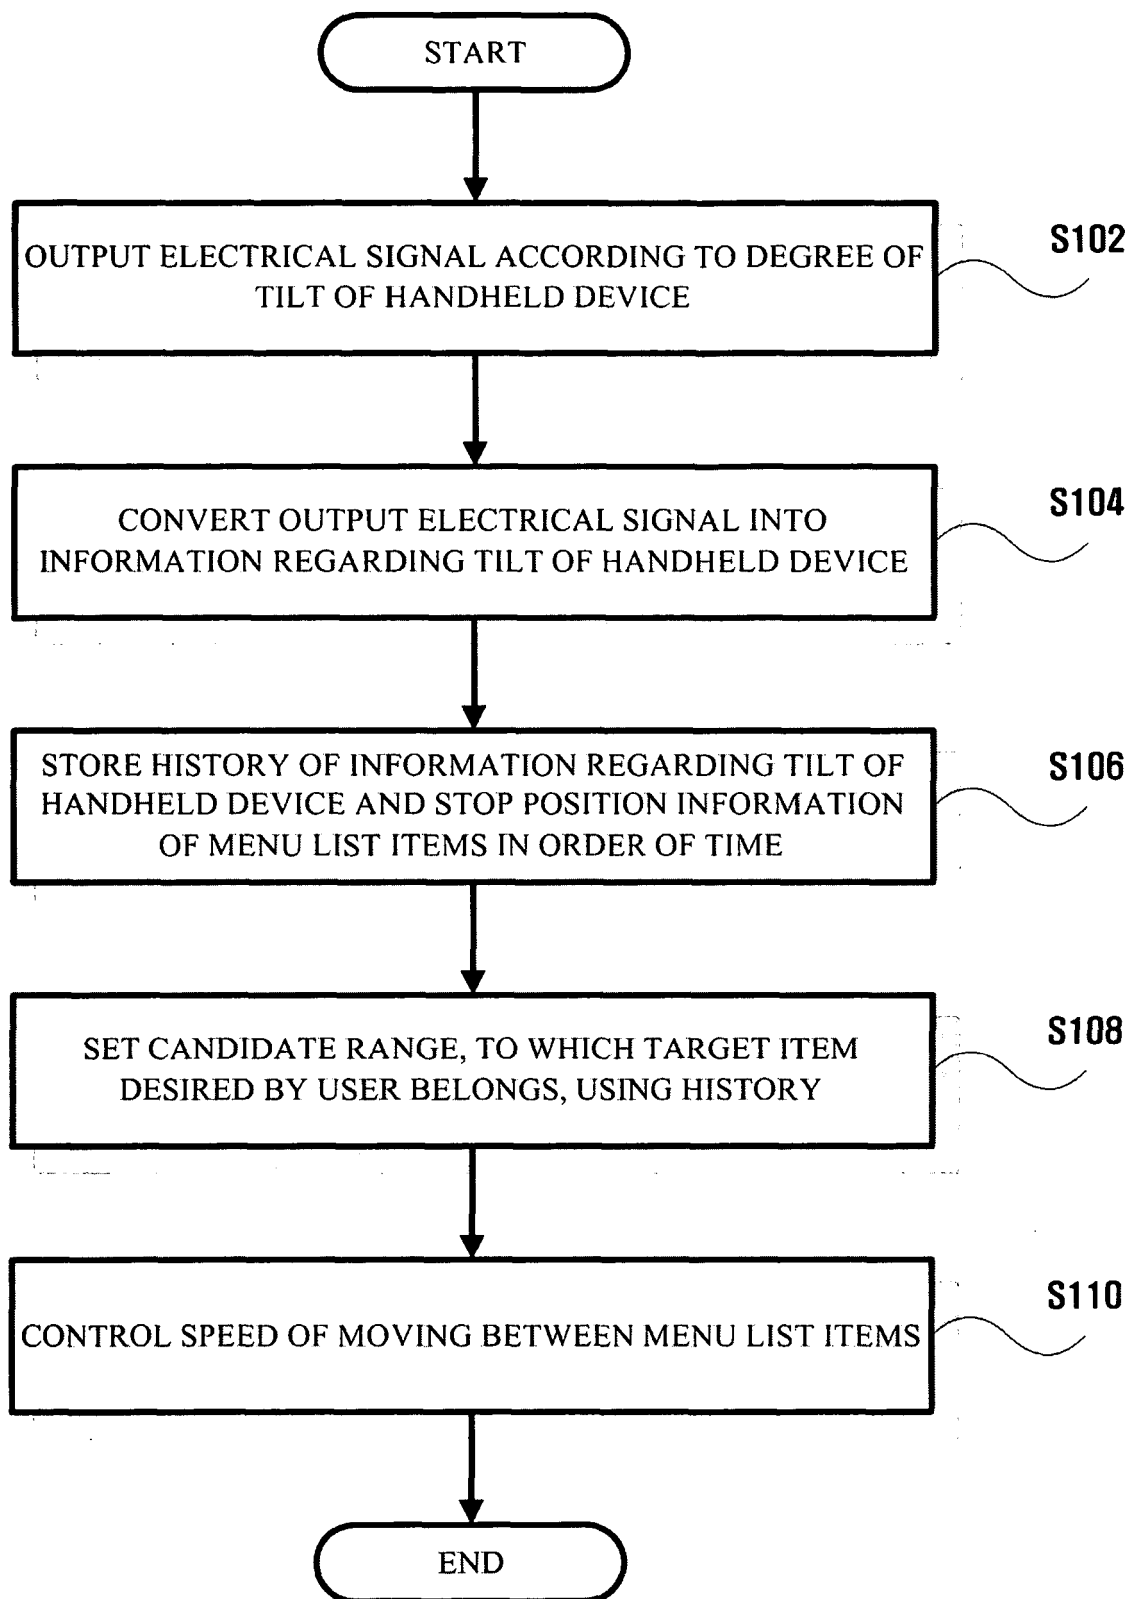 START
OUTPUT ELECTRICAL SIGNAL ACCORDING TO DEGREE OF
TILT OF HANDHELD DEVICE
S102
CONVERT OUTPUT ELECTRICAL SIGNAL INTO
INFORMATION REGARDING TILT OF HANDHELD DEVICE
S104
STORE HISTORY OF INFORMATION REGARDING TILT OF
HANDHELD DEVICE AND STOP POSITION INFORMATION
OF MENU LIST ITEMS IN ORDER OF TIME
S106
SET CANDIDATE RANGE, TO WHICH TARGET ITEM
DESIRED BY USER BELONGS, USING HISTORY
S108
CONTROL SPEED OF MOVING BETWEEN MENU LIST ITEMS
S110
END